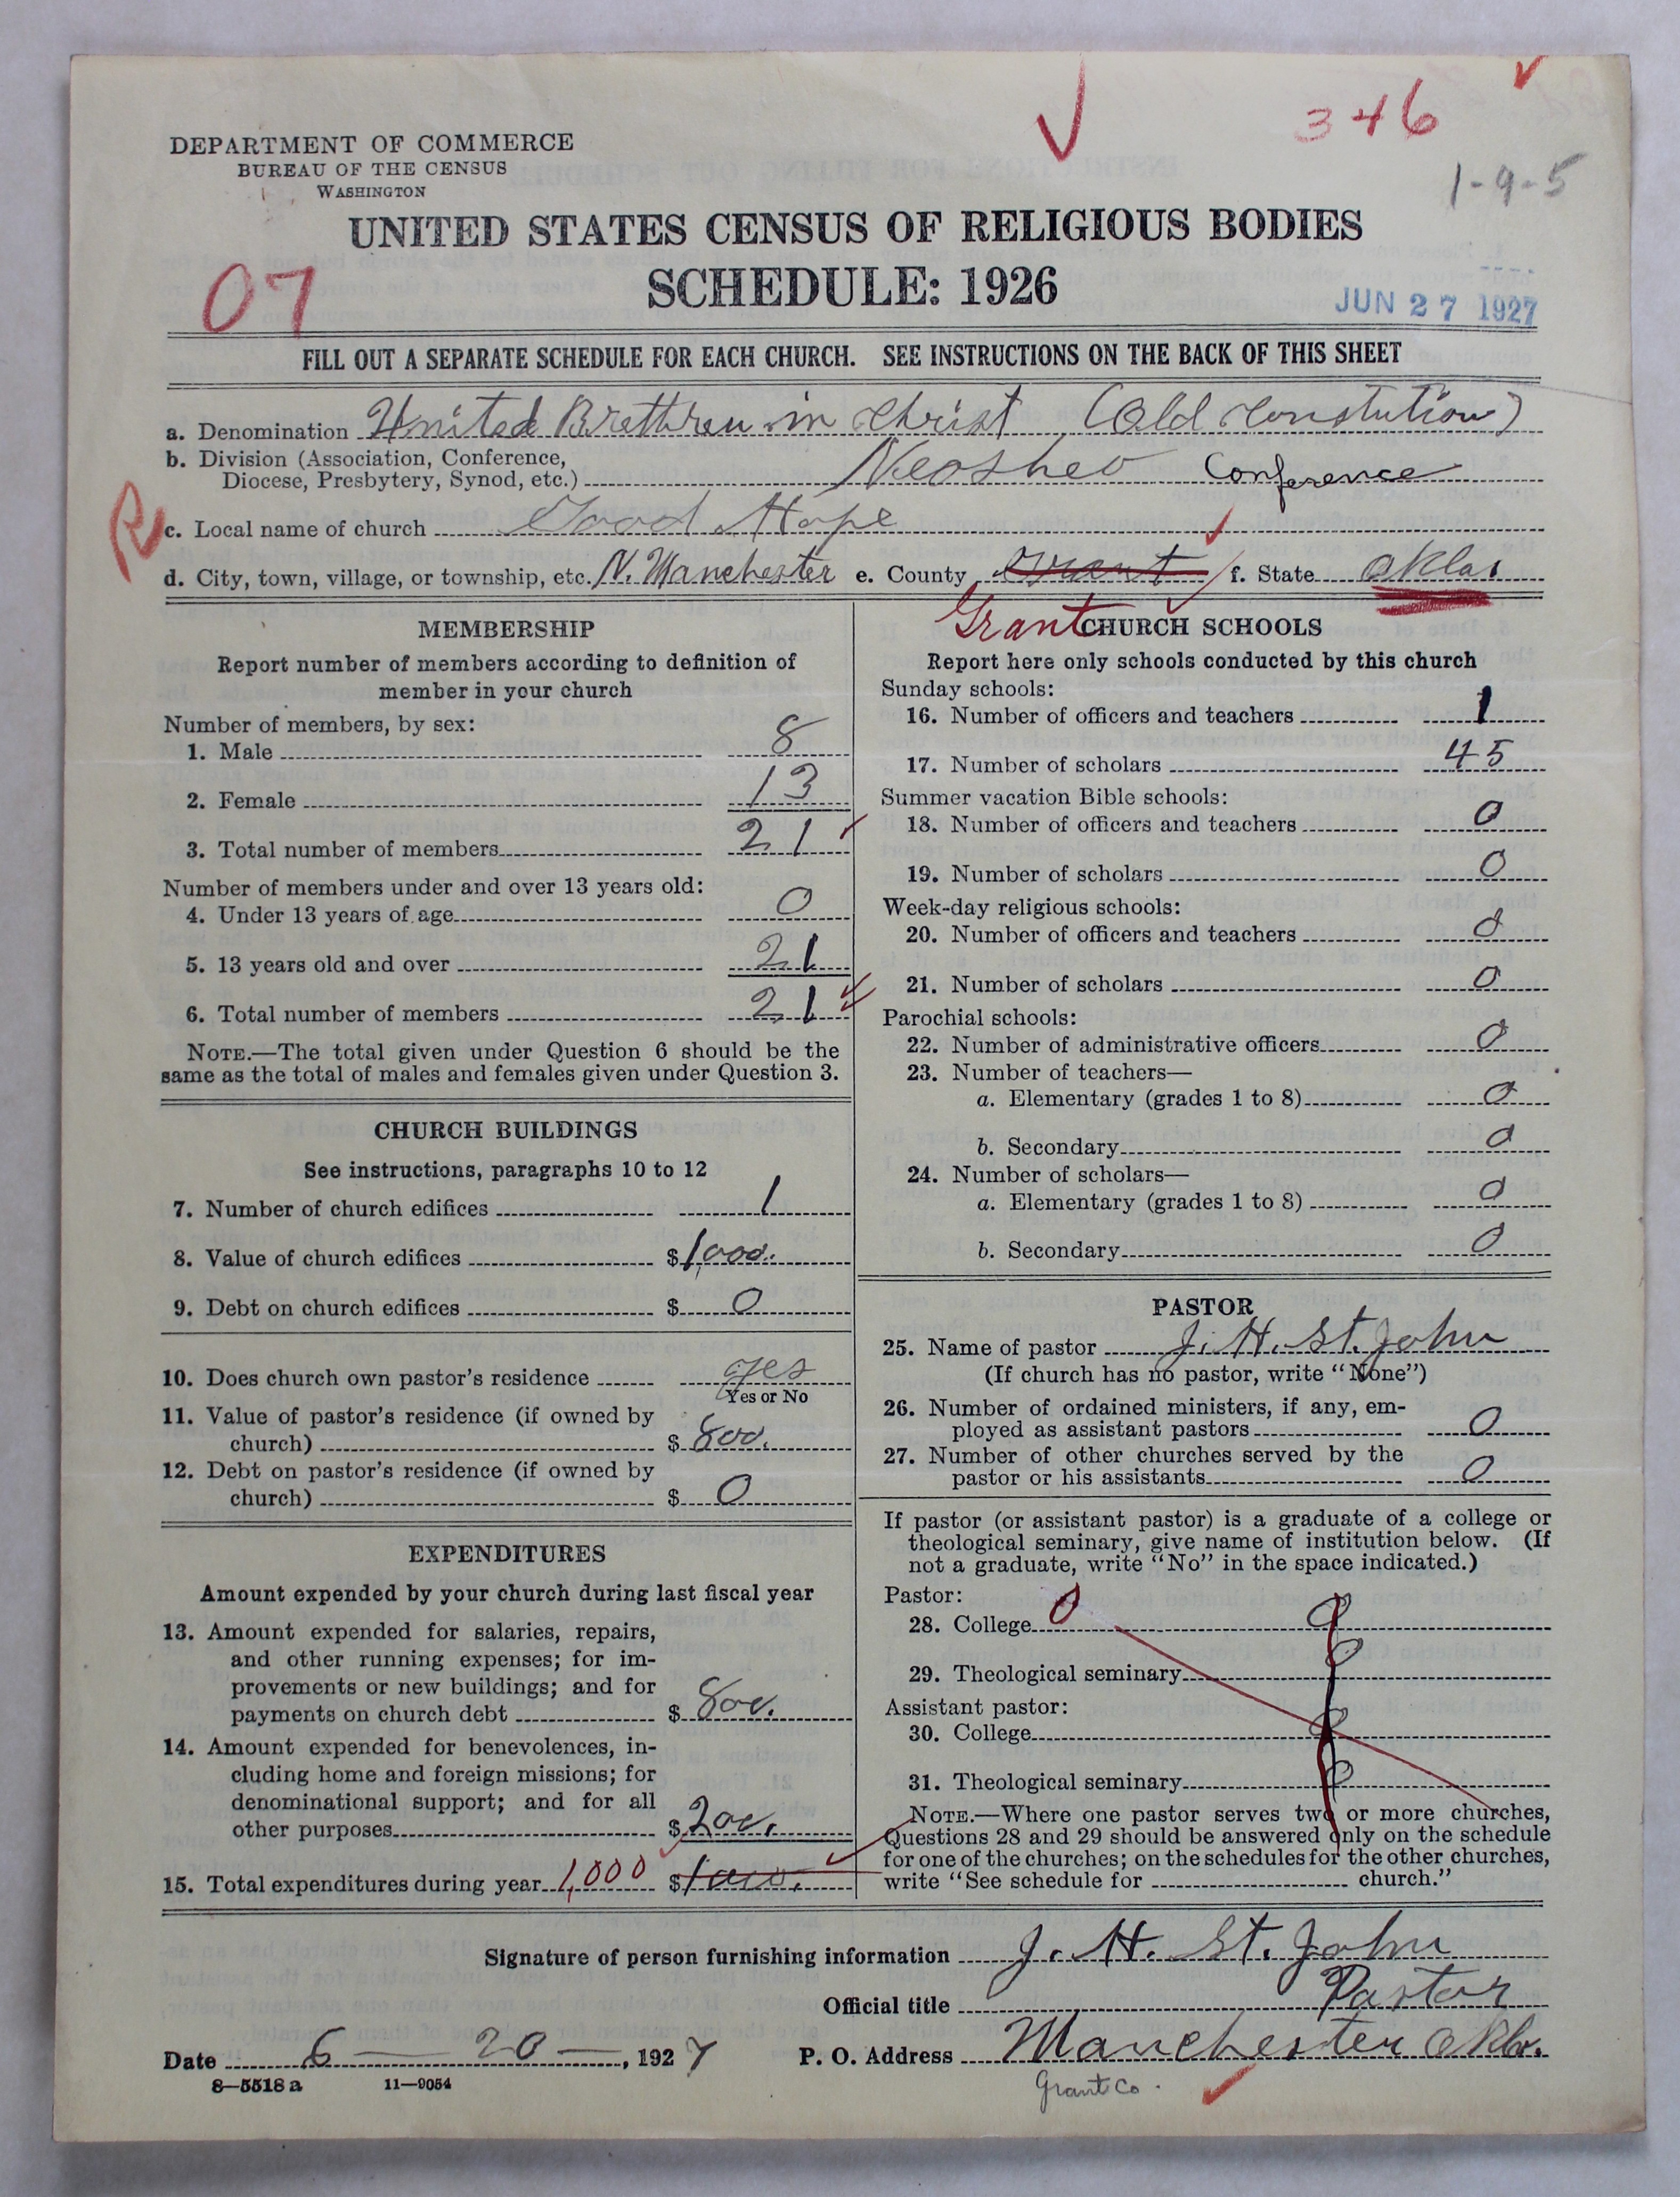 346
1-9-5
DEPARTMENT OF COMMERCE
BUREAU OF THE CENSUS
WASHINGTON
UNITED STATES CENSUS OF RELIGIOUS BODIES
SCHEDULE: 1926
07
JUN 27 1927
FILL OUT A SEPARATE SCHEDULE FOR EACH CHURCH. SEE INSTRUCTIONS ON THE BACK OF THIS SHEET
a. Denomination United Brethren in Christ (Old Constution)
b. Division (Association, Conference,
Diocese, Presbytery, Synod, etc.) Neosheo Conference
R
c. Local name of church Good Hope
d. City, town, village, or township, etc. N. Manchester e. County Grant f. State Okla.
Grant
MEMBERSHIP
Report number of members according to definition of
member in your church
Number of members, by sex:
1. Male 8
2. Female 13
3. Total number of members 21
Number of members under and over 13 years old:
4. Under 13 years of age 0
5. 13 years old and over 21
6. Total number of members 21
NOTE.—The total given under Question 6 should be the
same as the total of males and females given under Question 3.
CHURCH BUILDINGS
See instructions, paragraphs 10 to 12
7. Number of church edifices 1
8. Value of church edifices $1,000.
9. Debt on church edifices $ 0
10. Does church own pastor's residence yes
Yes or No
11. Value of pastor's residence (if owned by
church) $ 800.
12. Debt on pastor's residence (if owned by
church) $ 0
EXPENDITURES
Amount expended by your church during last fiscal year
13. Amount expended for salaries, repairs,
and other running expenses; for im-
provements or new buildings; and for
payments on church debt $ 800.
14. Amount expended for benevolences, in-
cluding home and foreign missions; for
denominational support; and for all
other purposes $ 200.
15. Total expenditures during year 1,000 $ 1000.
CHURCH SCHOOLS
Report here only schools conducted by this church
Sunday schools:
16. Number of officers and teachers 1
17. Number of scholars 45
Summer vacation Bible schools:
18. Number of officers and teachers 0
19. Number of scholars 0
Week-day religious schools:
20. Number of officers and teachers 0
21. Number of scholars 0
Parochial schools:
22. Number of administrative officers 0
23. Number of teachers—
a. Elementary (grades 1 to 8) 0
b. Secondary 0
24. Number of scholars—
a. Elementary (grades 1 to 8) 0
b. Secondary 0
PASTOR
25. Name of pastor J. H. St. John
(If church has no pastor, write "None")
26. Number of ordained ministers, if any, em-
ployed as assistant pastors 0
27. Number of other churches served by the
pastor or his assistants 0
If pastor (or assistant pastor) is a graduate of a college or
theological seminary, give name of institution below. (If
not a graduate, write "No" in the space indicated.)
Pastor:
28. College 0 0
29. Theological seminary 0
Assistant pastor:
30. College 0
31. Theological seminary 0
NOTE.—Where one pastor serves two or more churches,
Questions 28 and 29 should be answered only on the schedule
for one of the churches; on the schedules for the other churches,
write "See schedule for church."
Signature of person furnishing information J. H. St. John
Official title Pastor
Date 6 — 20 — , 1927 P. O. Address Manchester Okla.
8—5518 a 11—9054
Grant Co.